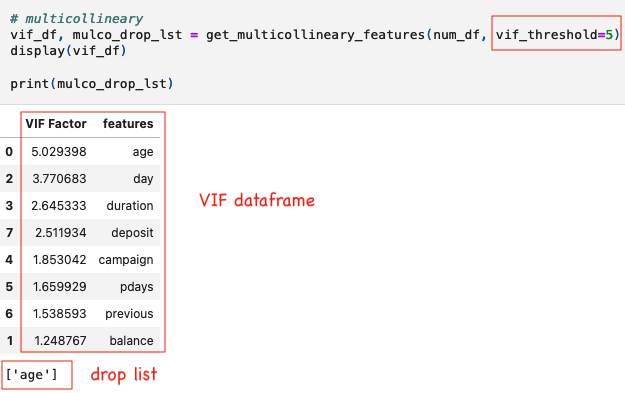 # multicollineary
vif_df, mulco_drop_lst = get_multicollineary_features(num_df, vif_threshold=5)
display(vif_df)
print(mulco_drop_lst)
VIF Factor features
0 5.029398 age
2 3.770683 day
3 2.645333 duration
7 2.511934 deposit
4 1.853042 campaign
5 1.659929 pdays
6 1.538593 previous
1 1.248767 balance
VIF dataframe
['age'] drop list